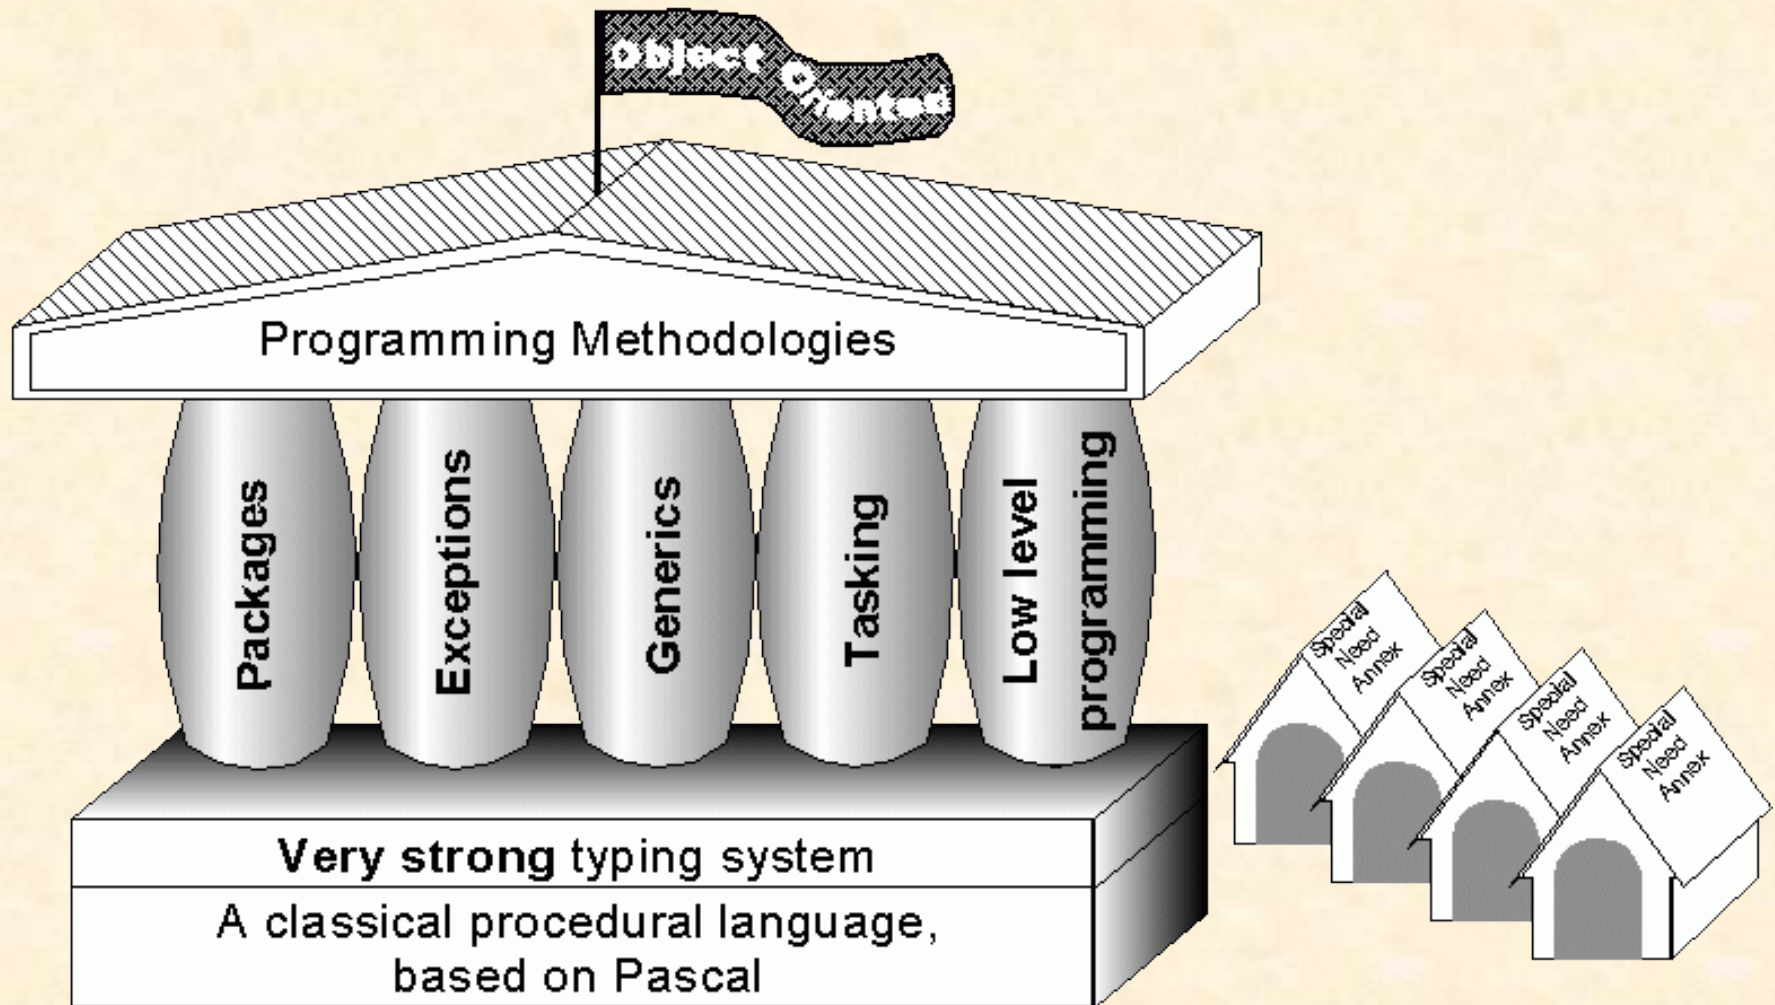 Object Oriented
Programming Methodologies
Packages
Exceptions
Generics
Tasking
Low level
programming
Very strong typing system
A classical procedural language,
based on Pascal
Special
Need
Annex
Special
Need
Annex
Special
Need
Annex
Special
Need
Annex